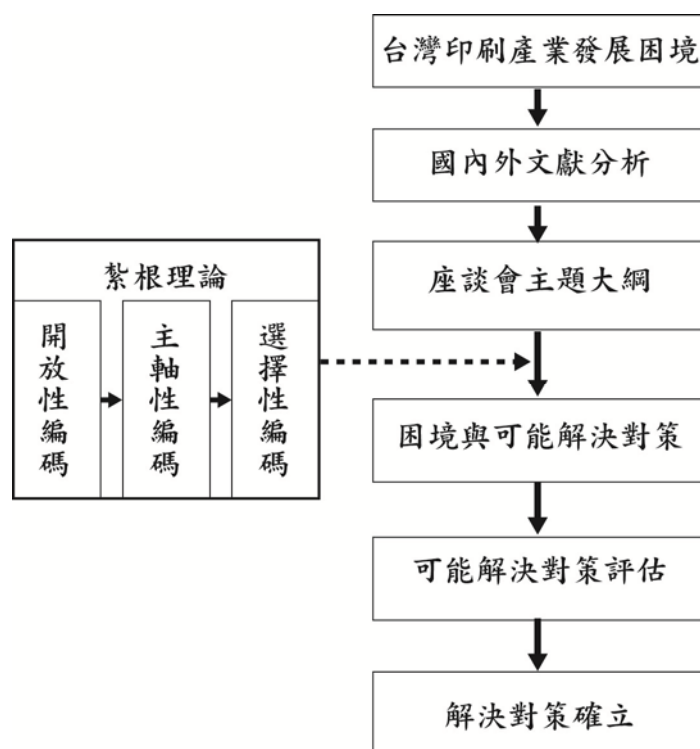 台灣印刷產業發展困境
國內外文獻分析
座談會主題大綱
紮根理論
開放性編碼
主軸性編碼
選擇性編碼
困境與可能解決對策
可能解決對策評估
解決對策確立